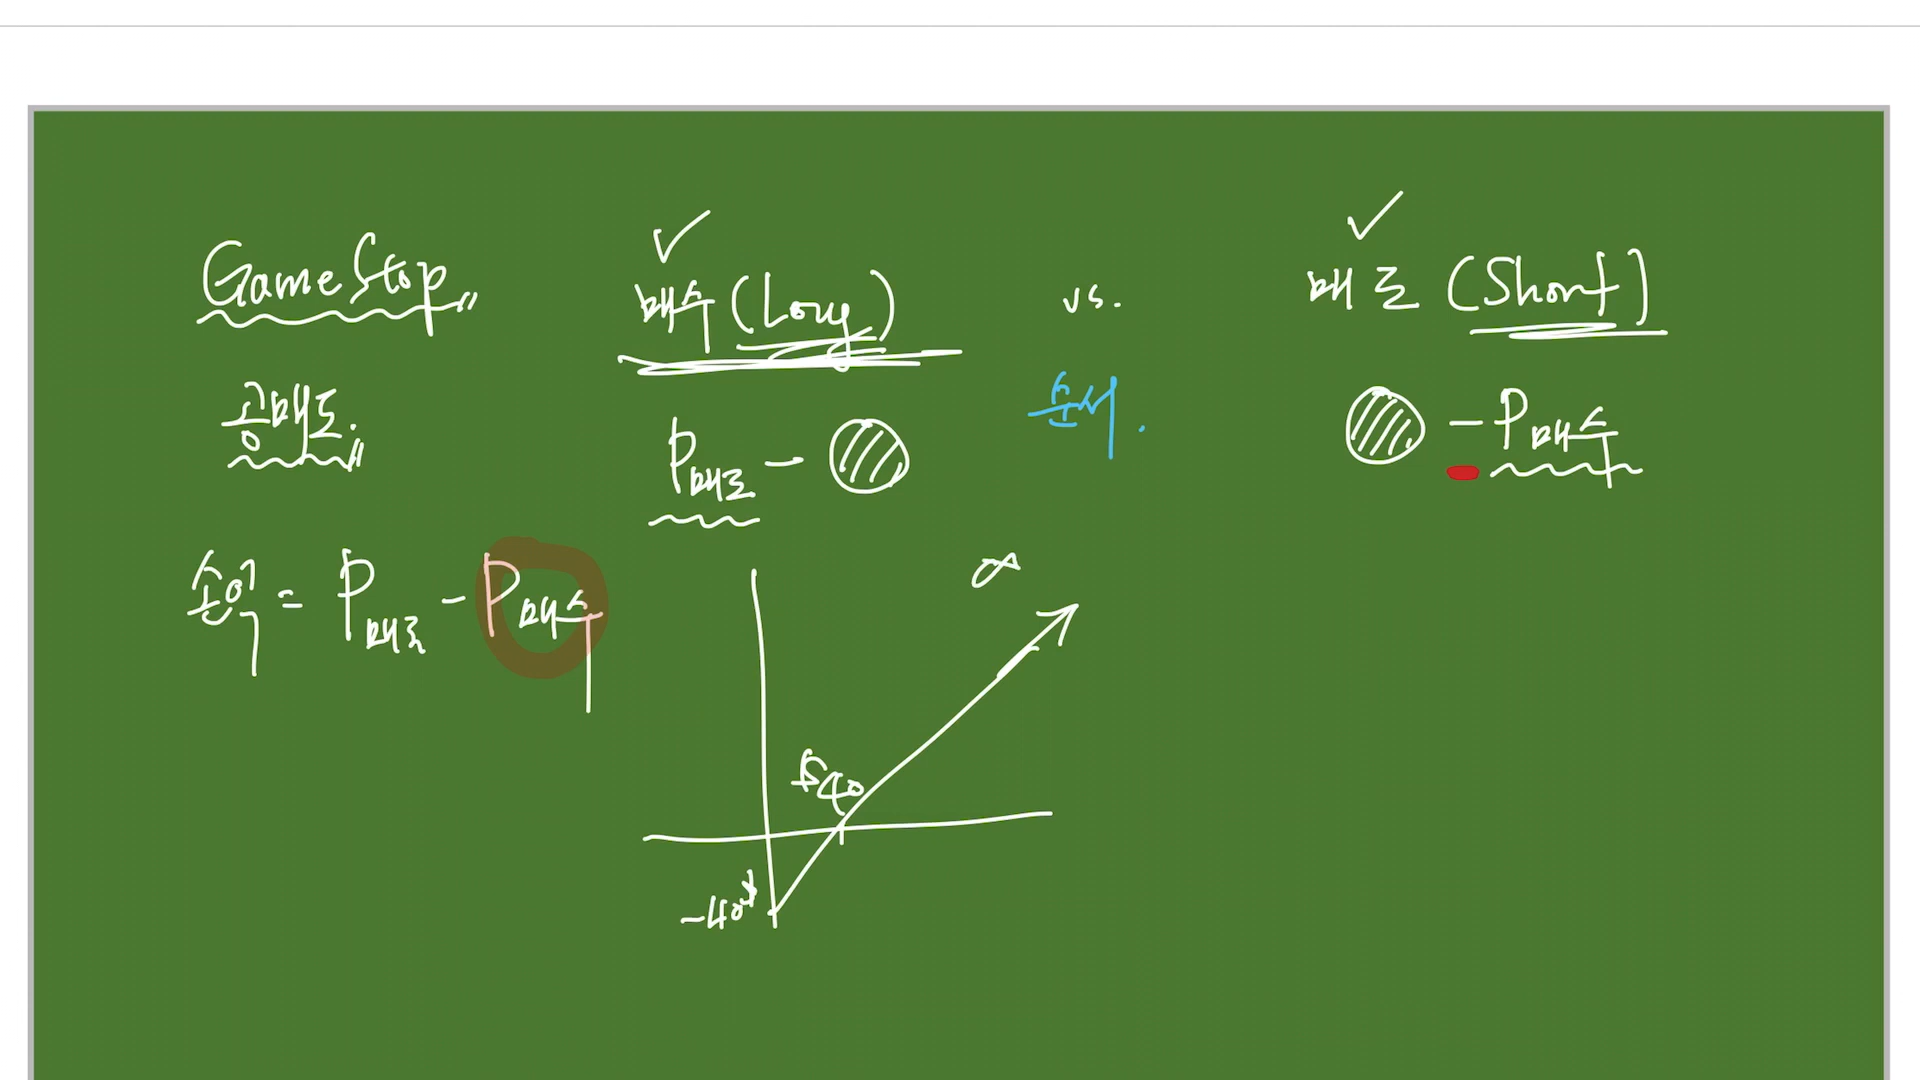 GameStop
공매도.
손익 = P매도 - P매수
매수 (Long)
P매도 -
vs.
순서.
매도 (Short)
- P매수
∞
$40
-40$